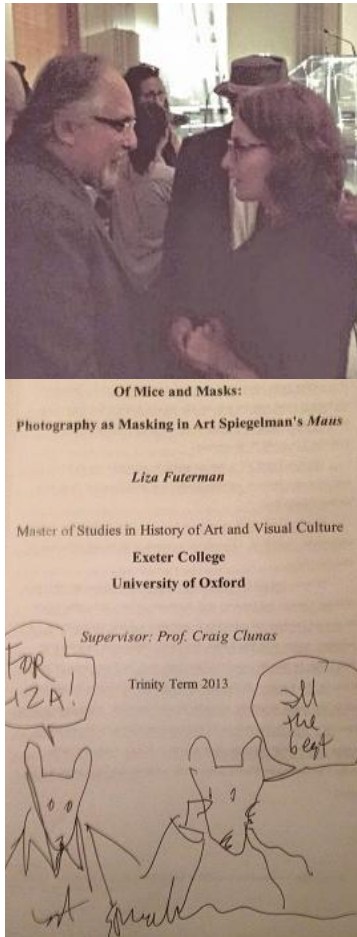 Of Mice and Masks:
Photography as Masking in Art Spiegelman's Maus
Liza Futerman
Master of Studies in History of Art and Visual Culture
Exeter College
University of Oxford
Supervisor: Prof. Craig Clunas
Trinity Term 2013
FOR
LIZA!
all
the
best